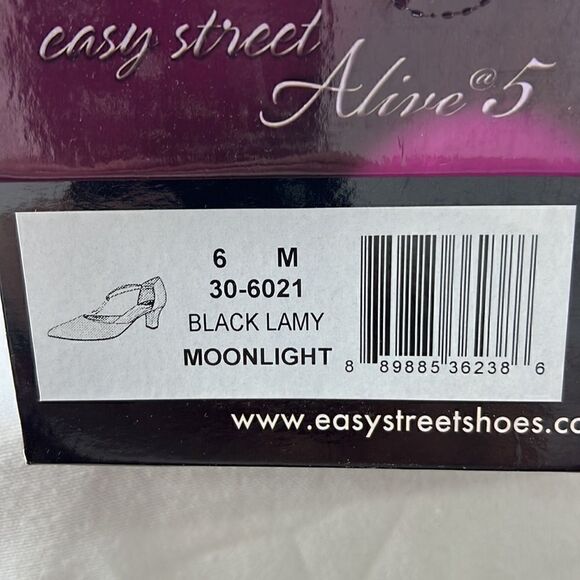 easy street
Alive @ 5
6 M
30-6021
BLACK LAMY
MOONLIGHT
8 89885 36238 6
www.easystreetshoes.co